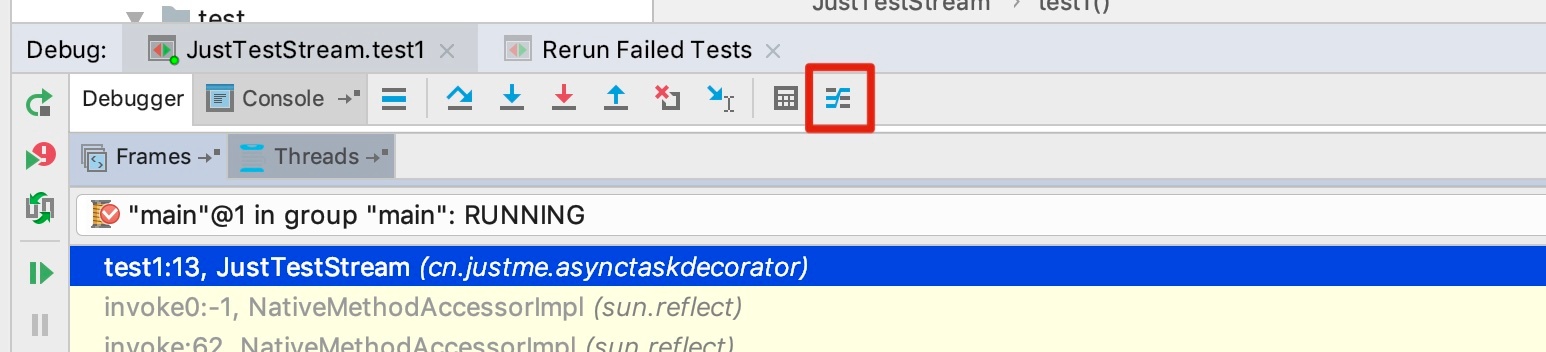 test
JustTestStream › test1()
Debug: JustTestStream.test1 × Rerun Failed Tests ×
Debugger Console
Frames Threads
"main"@1 in group "main": RUNNING
test1:13, JustTestStream (cn.justme.asynctaskdecorator)
invoke0:-1, NativeMethodAccessorImpl (sun.reflect)
invoke:62, NativeMethodAccessorImpl (sun.reflect)